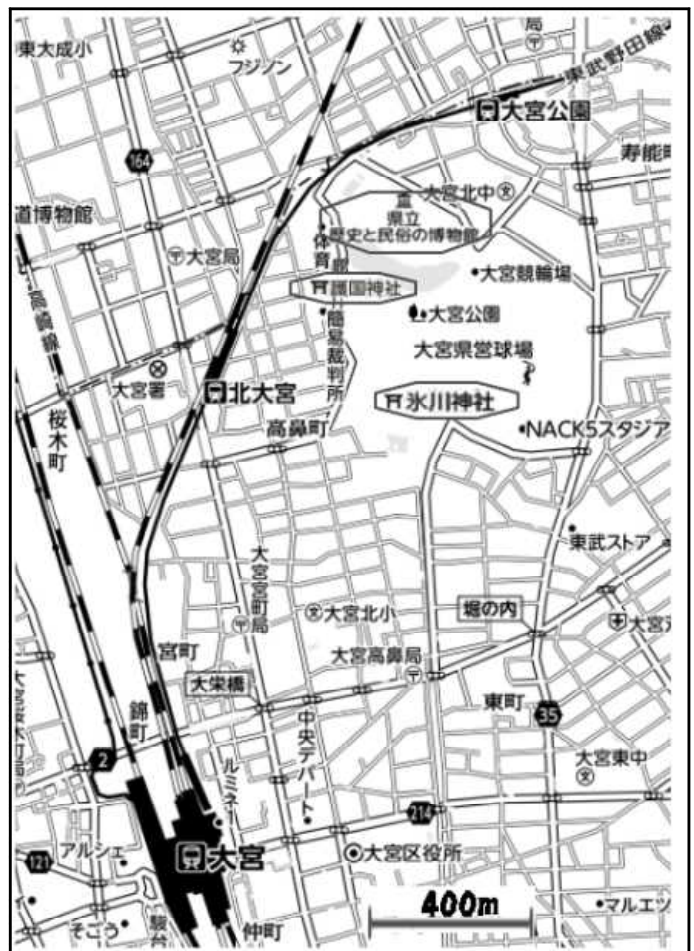 局
東武野田線
東大成小
フジノン
大宮公園
164
寿能町
道博物館
大宮北中
県立
歴史と民俗の博物館
大宮局
体育
大宮競輪場
護国神社
高崎線
大宮公園
簡易裁判所
大宮県営球場
大宮署
北大宮
氷川神社
桜木町
高鼻町
NACK5スタジア
東武ストア
大宮宮町局
大宮北小
堀の内
宮町
大宮高鼻局
大栄橋
錦町
東町
中央デパート
35
2
ルミネ
大宮東中
214
アルシェ
121
大宮
大宮区役所
400m
そごう
仲町
マルエツ